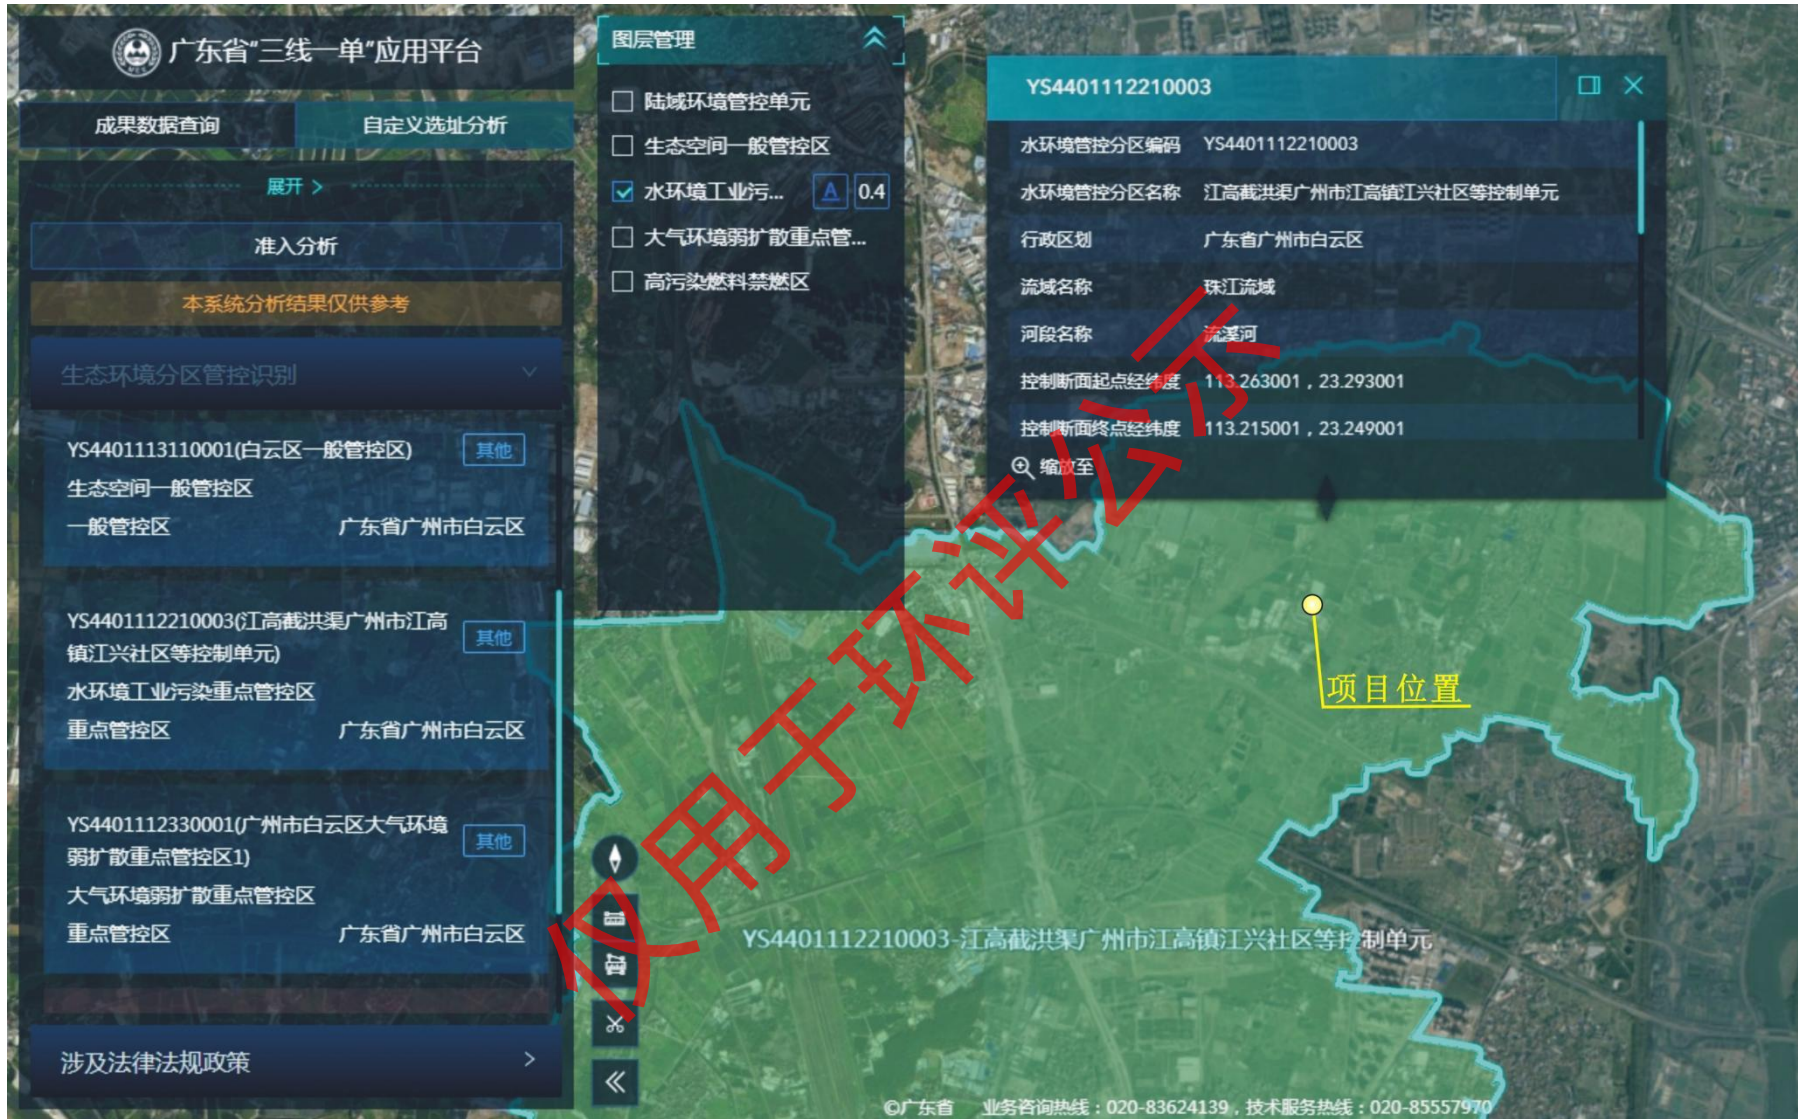 广东省“三线一单”应用平台
成果数据查询
自定义选址分析
展开 >
准入分析
本系统分析结果仅供参考
生态环境分区管控识别
YS4401113110001(白云区一般管控区)
其他
生态空间一般管控区
一般管控区
广东省广州市白云区
YS4401112210003(江高截洪渠广州市江高
镇江兴社区等控制单元)
其他
水环境工业污染重点管控区
重点管控区
广东省广州市白云区
YS4401112330001(广州市白云区大气环境
弱扩散重点管控区1)
其他
大气环境弱扩散重点管控区
重点管控区
广东省广州市白云区
涉及法律法规政策
图层管理
陆域环境管控单元
生态空间一般管控区
水环境工业污...
A
0.4
大气环境弱扩散重点管...
高污染燃料禁燃区
YS4401112210003
水环境管控分区编码 YS4401112210003
水环境管控分区名称 江高截洪渠广州市江高镇江兴社区等控制单元
行政区划 广东省广州市白云区
流域名称 珠江流域
河段名称 流溪河
控制断面起点经纬度 113.263001 , 23.293001
控制断面终点经纬度 113.215001 , 23.249001
缩放至
项目位置
YS4401112210003-江高截洪渠广州市江高镇江兴社区等控制单元
仅用于环评公示
©广东省 业务咨询热线：020-83624139，技术服务热线：020-85557970